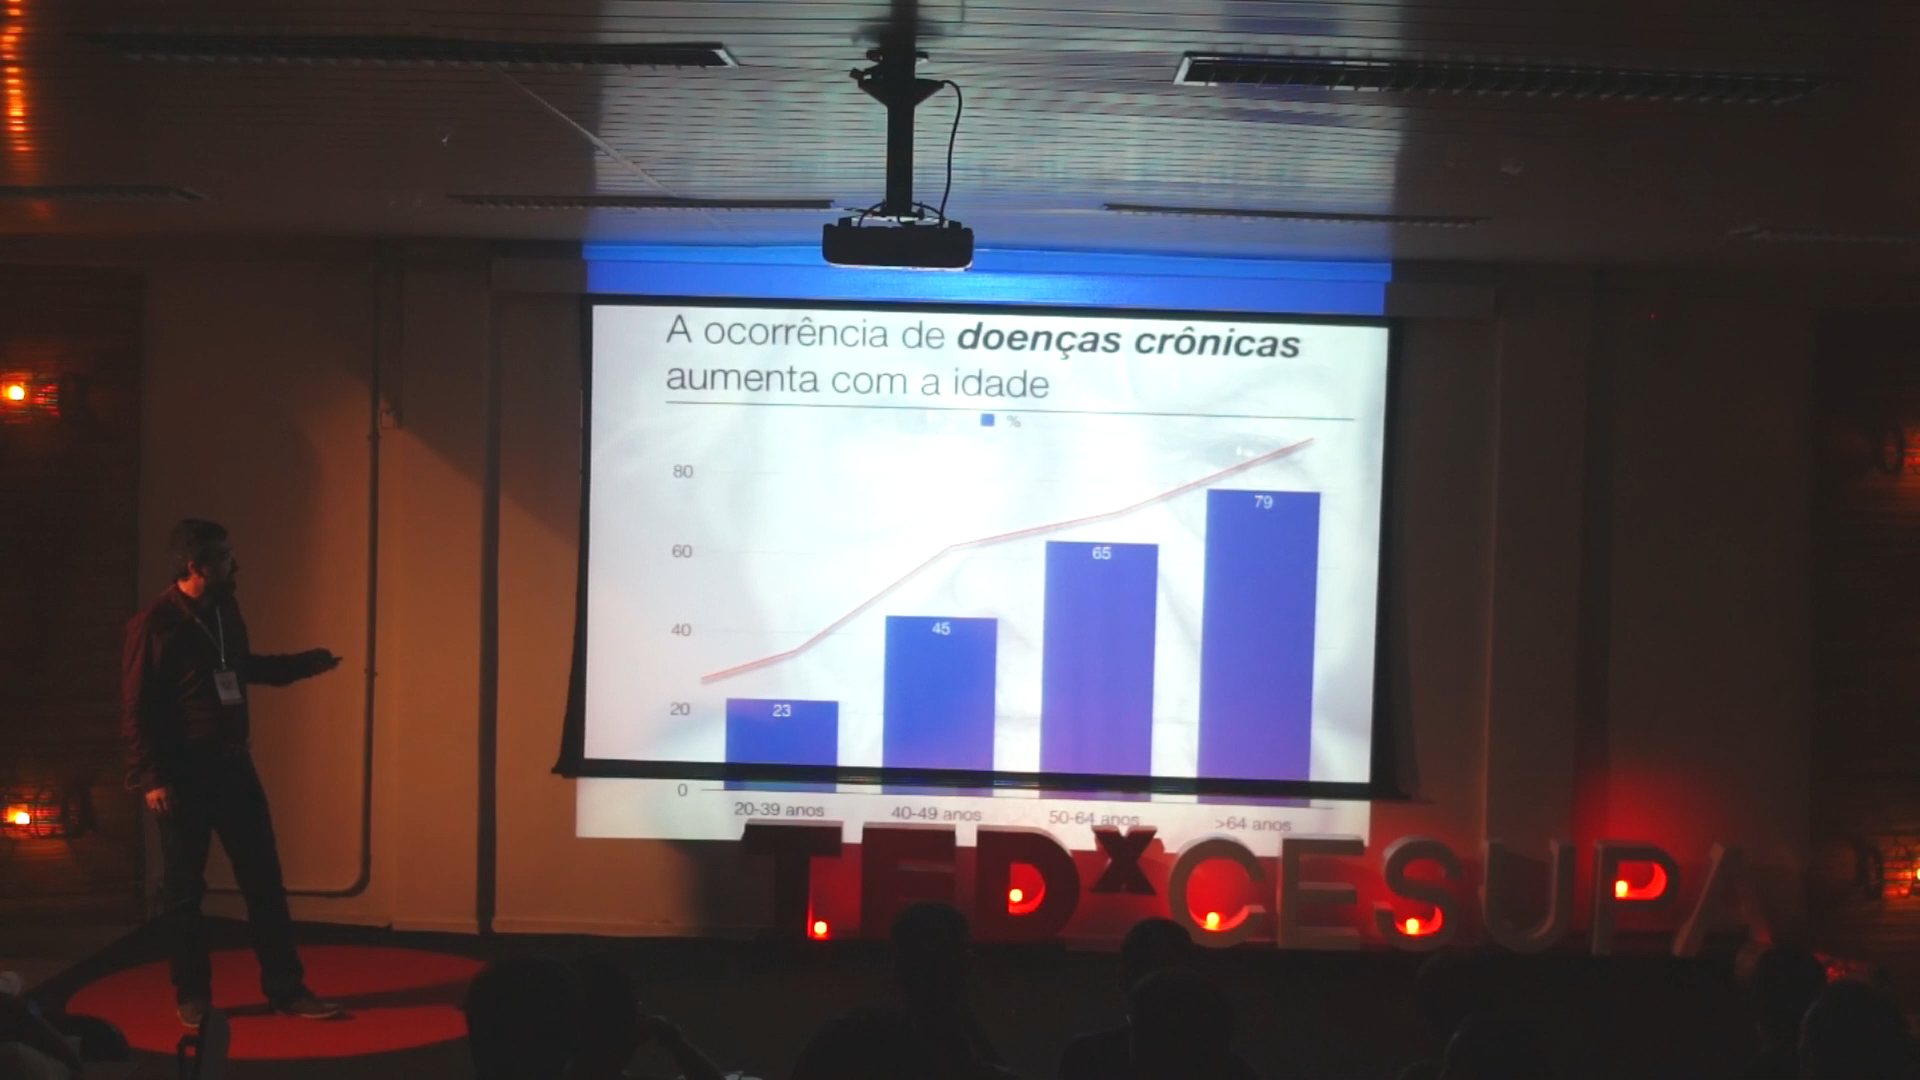 A ocorrência de doenças crônicas
aumenta com a idade
%
80
60
40
20
0
23
45
65
79
20-39 anos
40-49 anos
50-64 anos
>64 anos
TEDxCESUPA